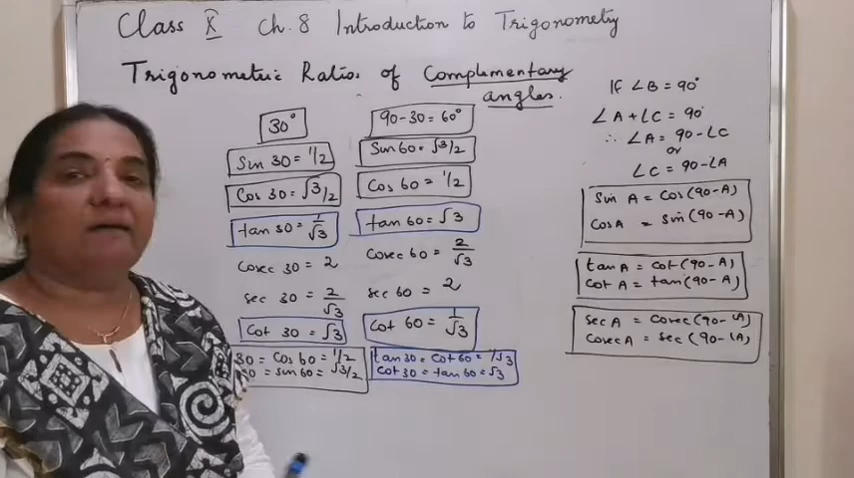 Class X Ch.8 Introduction to Trigonometry
Trigonometric Ratios of Complementary
angles.
30°
Sin 30 = 1/2
Cos 30 = √3/2
tan 30 = 1/√3
Cosec 30 = 2
sec 30 = 2/√3
Cot 30 = √3
30 = Cos 60 = 1/2
0 = sin 60 = √3/2
90-30 = 60°
Sin 60 = √3/2
Cos 60 = 1/2
tan 60 = √3
Cosec 60 = 2/√3
sec 60 = 2
Cot 60 = 1/√3
tan 30 = cot 60 = 1/√3
cot 30 = tan 60 = √3
If ∠B = 90°
∠A + ∠C = 90°
∴ ∠A = 90 - ∠C
or
∠C = 90 - ∠A
Sin A = Cos (90 - A)
Cos A = Sin (90 - A)
tan A = Cot (90 - A)
Cot A = tan (90 - A)
Sec A = Cosec (90 - A)
Cosec A = Sec (90 - A)